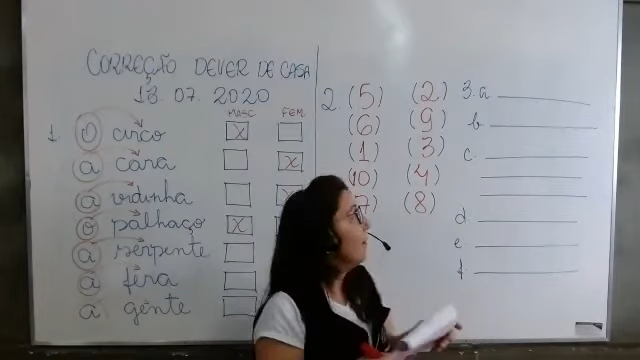 CORREÇÃO DEVER DE CASA
13.07.2020
MASC FEM
1. o circo X
a cara X
a vidinha X
o palhaço X
a serpente
a fera
a gente
2. (5) (2)
(6) (9)
(1) (3)
(10) (4)
(7) (8)
3. a
b
c.
d
e
f.